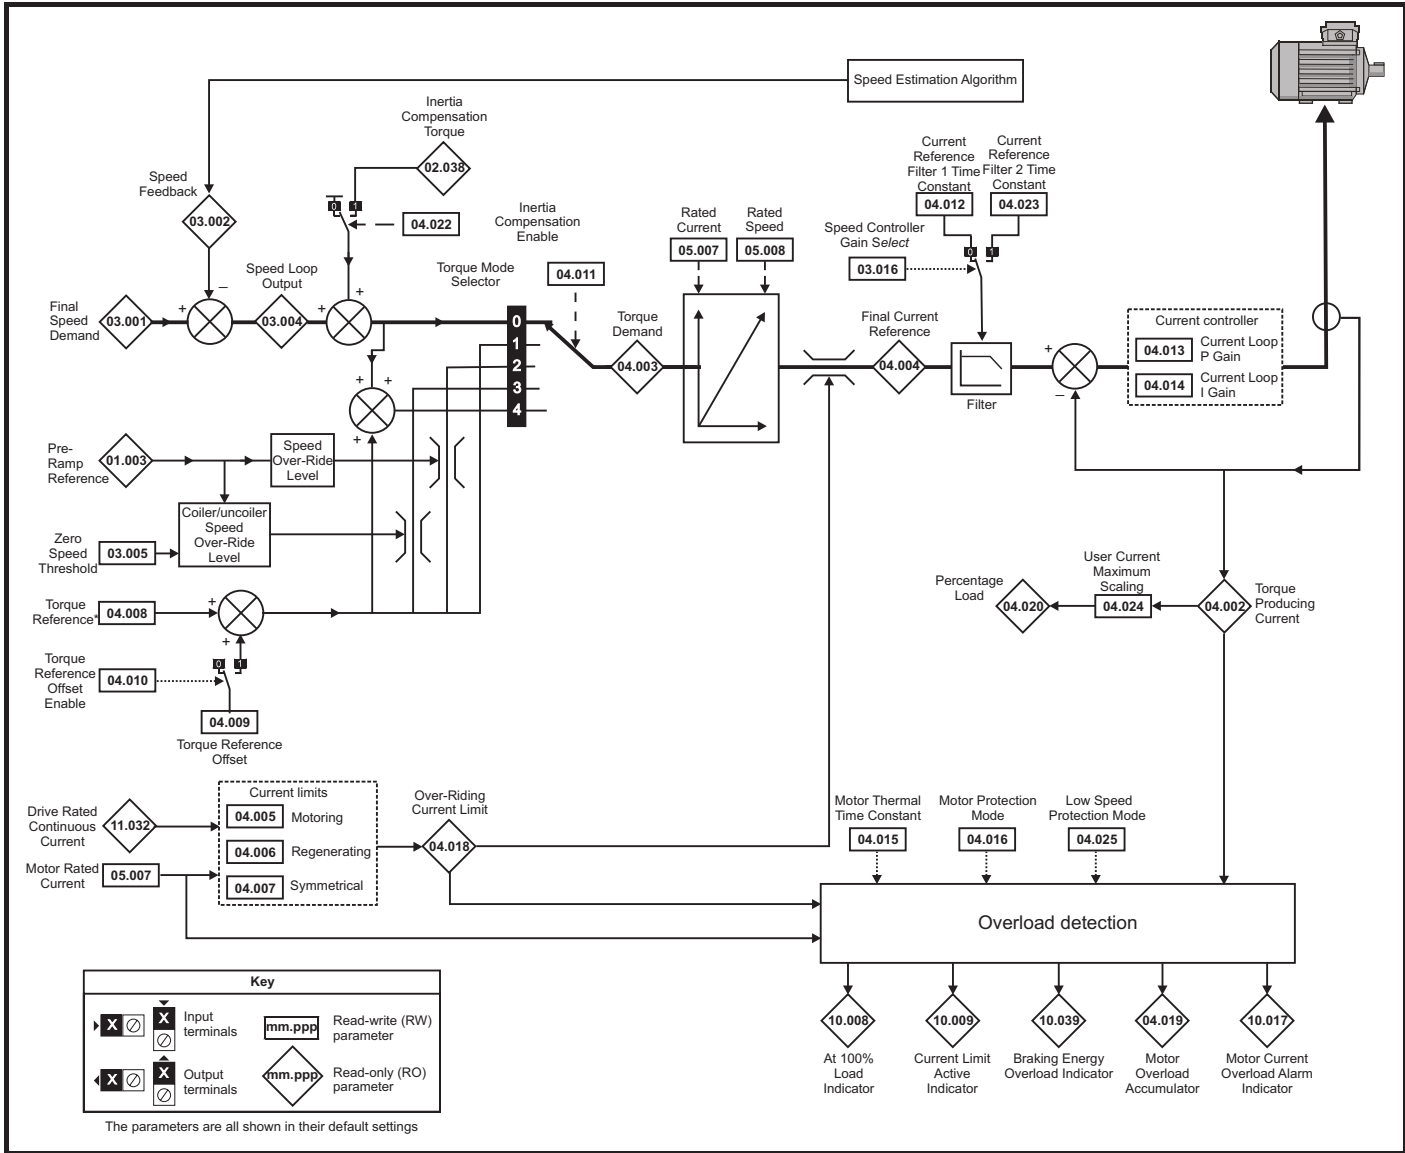 Speed Estimation Algorithm
Inertia
Compensation
Torque
02.038
Speed
Feedback
03.002
0
1
04.022
Inertia
Compensation
Enable
Torque Mode
Selector
04.011
Final
Speed
Demand
03.001
+
–
Speed Loop
Output
03.004
+
+
0
1
2
3
4
+
+
+
Torque
Demand
04.003
Rated
Current
05.007
Rated
Speed
05.008
Current
Reference
Filter 1 Time
Constant
04.012
Current
Reference
Filter 2 Time
Constant
04.023
Speed Controller
Gain Select
03.016
0
1
Final Current
Reference
04.004
Filter
+
–
Current controller
04.013
Current Loop
P Gain
04.014
Current Loop
I Gain
Pre-
Ramp
Reference
01.003
Speed
Over-Ride
Level
Coiler/uncoiler
Speed
Over-Ride
Level
Zero
Speed
Threshold
03.005
Torque
Reference*
04.008
+
+
0
1
Torque
Reference
Offset
Enable
04.010
04.009
Torque Reference
Offset
Percentage
Load
04.020
User Current
Maximum
Scaling
04.024
04.002
Torque
Producing
Current
Drive Rated
Continuous
Current
11.032
Motor Rated
Current
05.007
Current limits
04.005
Motoring
04.006
Regenerating
04.007
Symmetrical
Over-Riding
Current Limit
04.018
Motor Thermal
Time Constant
04.015
Motor Protection
Mode
04.016
Low Speed
Protection Mode
04.025
Overload detection
10.008
At 100%
Load
Indicator
10.009
Current Limit
Active
Indicator
10.039
Braking Energy
Overload Indicator
04.019
Motor
Overload
Accumulator
10.017
Motor Current
Overload Alarm
Indicator
Key
X
X
Input
terminals
mm.ppp
Read-write (RW)
parameter
X
X
Output
terminals
mm.ppp
Read-only (RO)
parameter
The parameters are all shown in their default settings